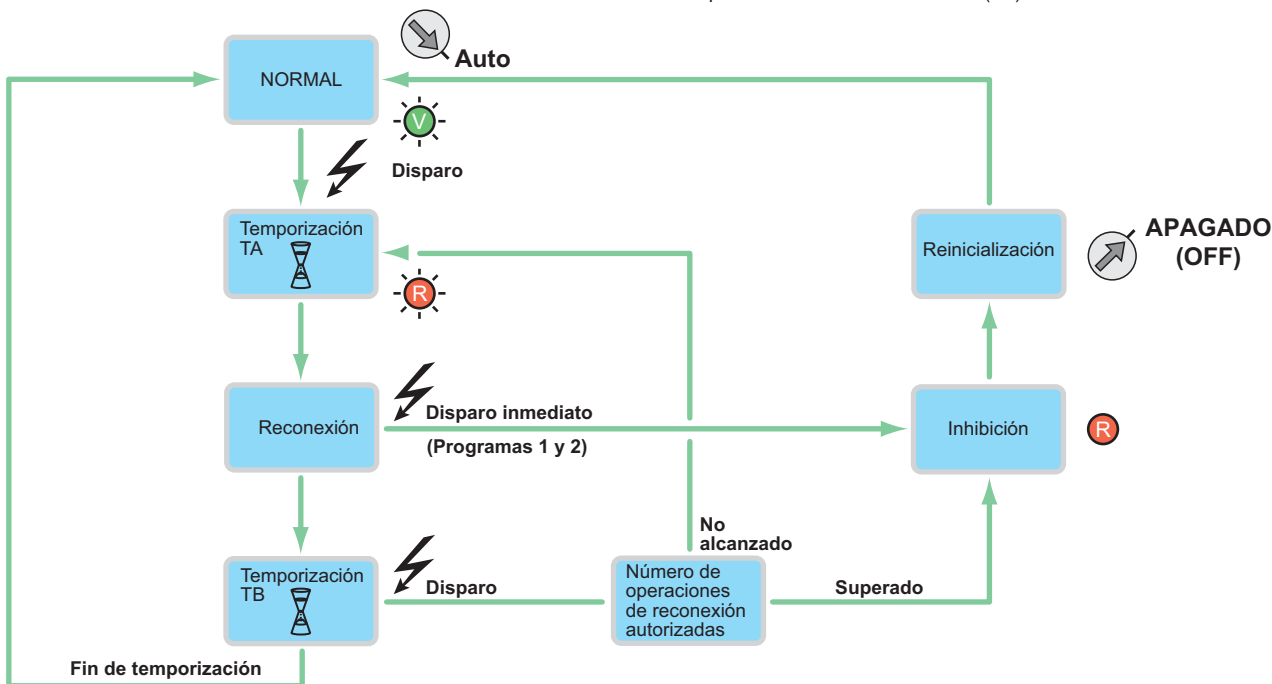 Auto
NORMAL
V
Disparo
Temporización
TA
R
APAGADO
(OFF)
Reinicialización
Reconexión
Disparo inmediato
(Programas 1 y 2)
Inhibición
R
No
alcanzado
Temporización
TB
Disparo
Número de
operaciones
de reconexión
autorizadas
Superado
Fin de temporización